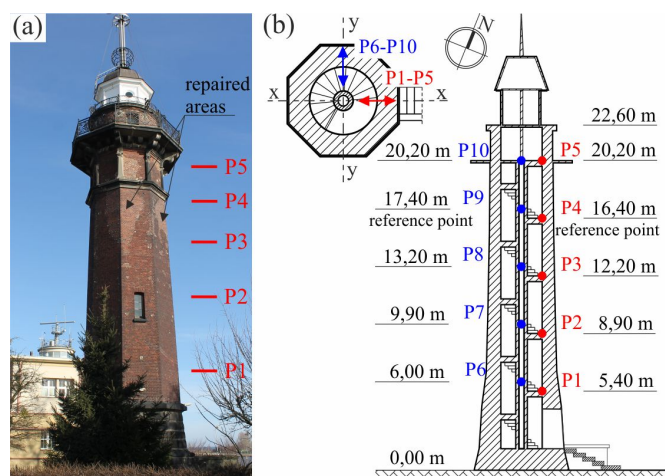 (a)
repaired
areas
P5
P4
P3
P2
P1
(b)
y
P6-P10
P1-P5
x
x
y
N
22,60 m
20,20 m
P10
P5
20,20 m
17,40 m
P9
P4
16,40 m
reference point
reference point
13,20 m
P8
P3
12,20 m
9,90 m
P7
P2
8,90 m
6,00 m
P6
P1
5,40 m
0,00 m